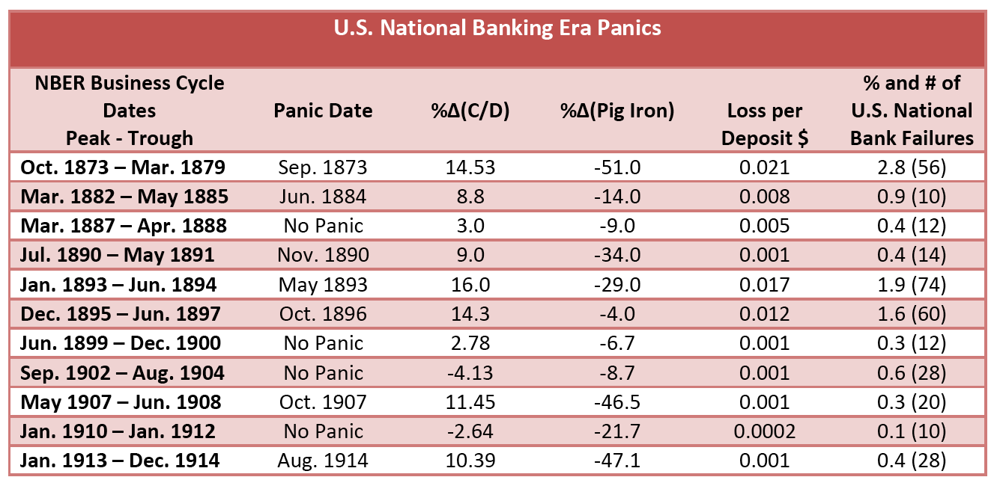 U.S. National Banking Era Panics
NBER Business Cycle Dates Peak - Trough | Panic Date | %Δ(C/D) | %Δ(Pig Iron) | Loss per Deposit $ | % and # of U.S. National Bank Failures
Oct. 1873 – Mar. 1879 | Sep. 1873 | 14.53 | -51.0 | 0.021 | 2.8 (56)
Mar. 1882 – May 1885 | Jun. 1884 | 8.8 | -14.0 | 0.008 | 0.9 (10)
Mar. 1887 – Apr. 1888 | No Panic | 3.0 | -9.0 | 0.005 | 0.4 (12)
Jul. 1890 – May 1891 | Nov. 1890 | 9.0 | -34.0 | 0.001 | 0.4 (14)
Jan. 1893 – Jun. 1894 | May 1893 | 16.0 | -29.0 | 0.017 | 1.9 (74)
Dec. 1895 – Jun. 1897 | Oct. 1896 | 14.3 | -4.0 | 0.012 | 1.6 (60)
Jun. 1899 – Dec. 1900 | No Panic | 2.78 | -6.7 | 0.001 | 0.3 (12)
Sep. 1902 – Aug. 1904 | No Panic | -4.13 | -8.7 | 0.001 | 0.6 (28)
May 1907 – Jun. 1908 | Oct. 1907 | 11.45 | -46.5 | 0.001 | 0.3 (20)
Jan. 1910 – Jan. 1912 | No Panic | -2.64 | -21.7 | 0.0002 | 0.1 (10)
Jan. 1913 – Dec. 1914 | Aug. 1914 | 10.39 | -47.1 | 0.001 | 0.4 (28)